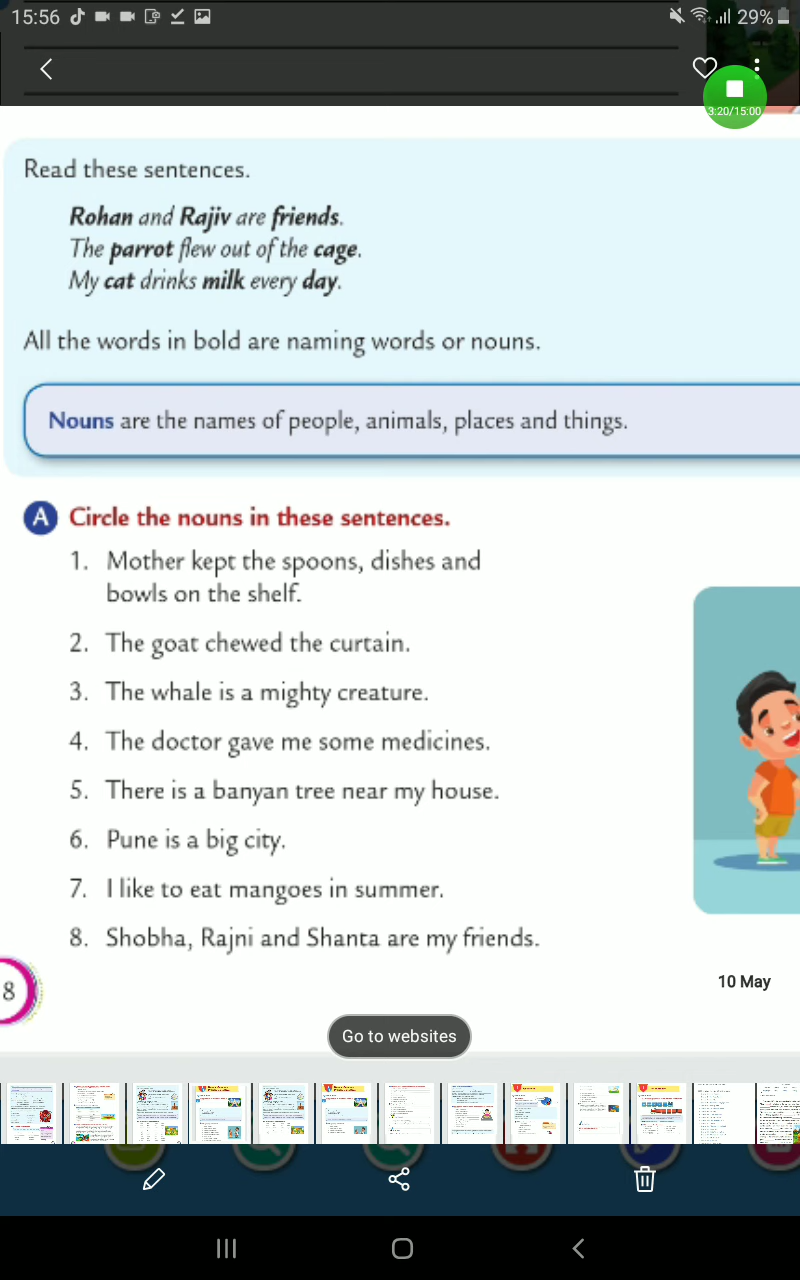 15:56 29%
3:20/15:00
Read these sentences.
Rohan and Rajiv are friends.
The parrot flew out of the cage.
My cat drinks milk every day.
All the words in bold are naming words or nouns.
Nouns are the names of people, animals, places and things.
A Circle the nouns in these sentences.
1. Mother kept the spoons, dishes and
bowls on the shelf.
2. The goat chewed the curtain.
3. The whale is a mighty creature.
4. The doctor gave me some medicines.
5. There is a banyan tree near my house.
6. Pune is a big city.
7. I like to eat mangoes in summer.
8. Shobha, Rajni and Shanta are my friends.
8
10 May
Go to websites